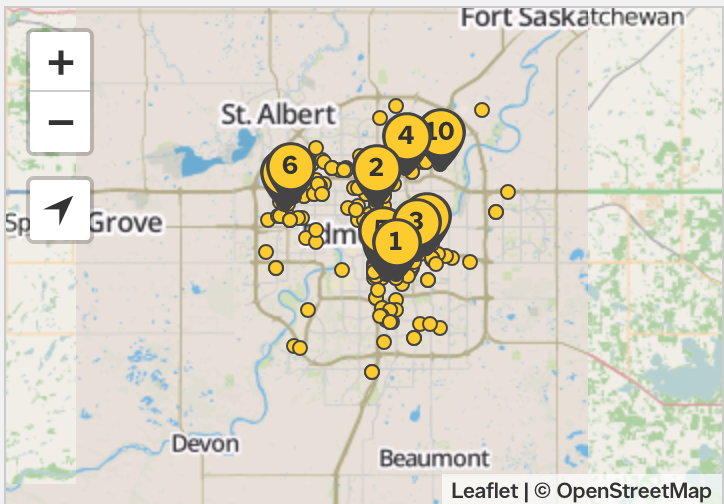 Fort Saskatchewan
+
−
St. Albert
4
10
6
2
Grove
3
1
Devon
Beaumont
Leaflet | © OpenStreetMap